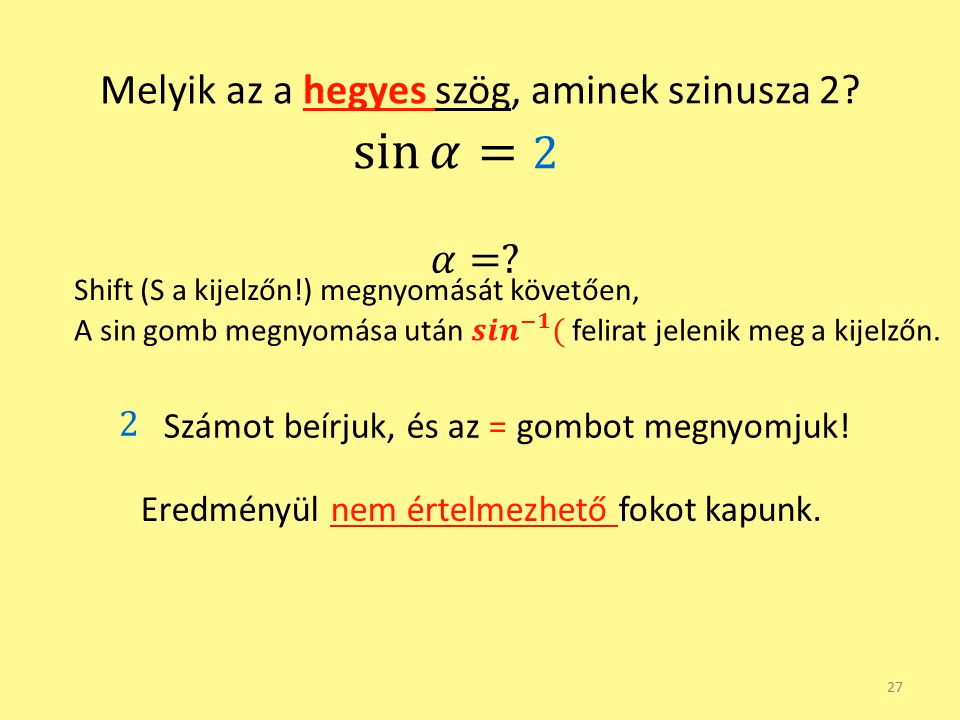 Melyik az a hegyes szög, aminek szinusza 2?
sin 𝛼 = 2
𝛼 =?
Shift (S a kijelzőn!) megnyomását követően,
A sin gomb megnyomása után 𝒔𝒊𝒏⁻¹( felirat jelenik meg a kijelzőn.
2 Számot beírjuk, és az = gombot megnyomjuk!
Eredményül nem értelmezhető fokot kapunk.
27